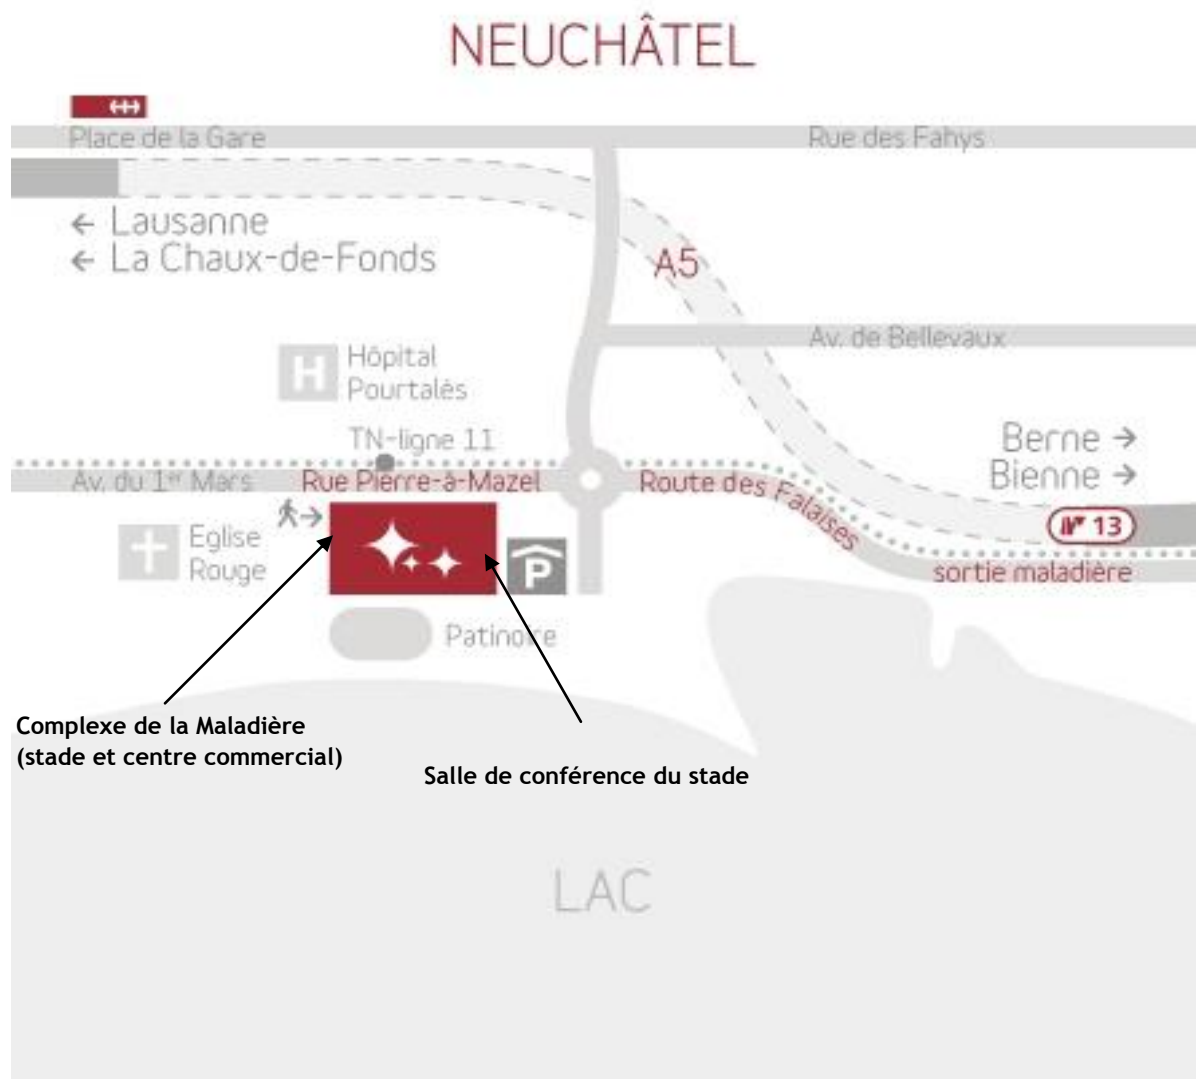 NEUCHÂTEL
Place de la Gare
Rue des Fahys
← Lausanne
← La Chaux-de-Fonds
A5
Av. de Bellevaux
H
Hôpital
Pourtalés
TN-ligne 11
Berne →
Bienne →
Av. du 1er Mars
Rue Pierre-à-Mazel
Route des Falaises
13
Eglise
Rouge
P
sortie maladière
Patinoire
Complexe de la Maladière
(stade et centre commercial)
Salle de conférence du stade
LAC